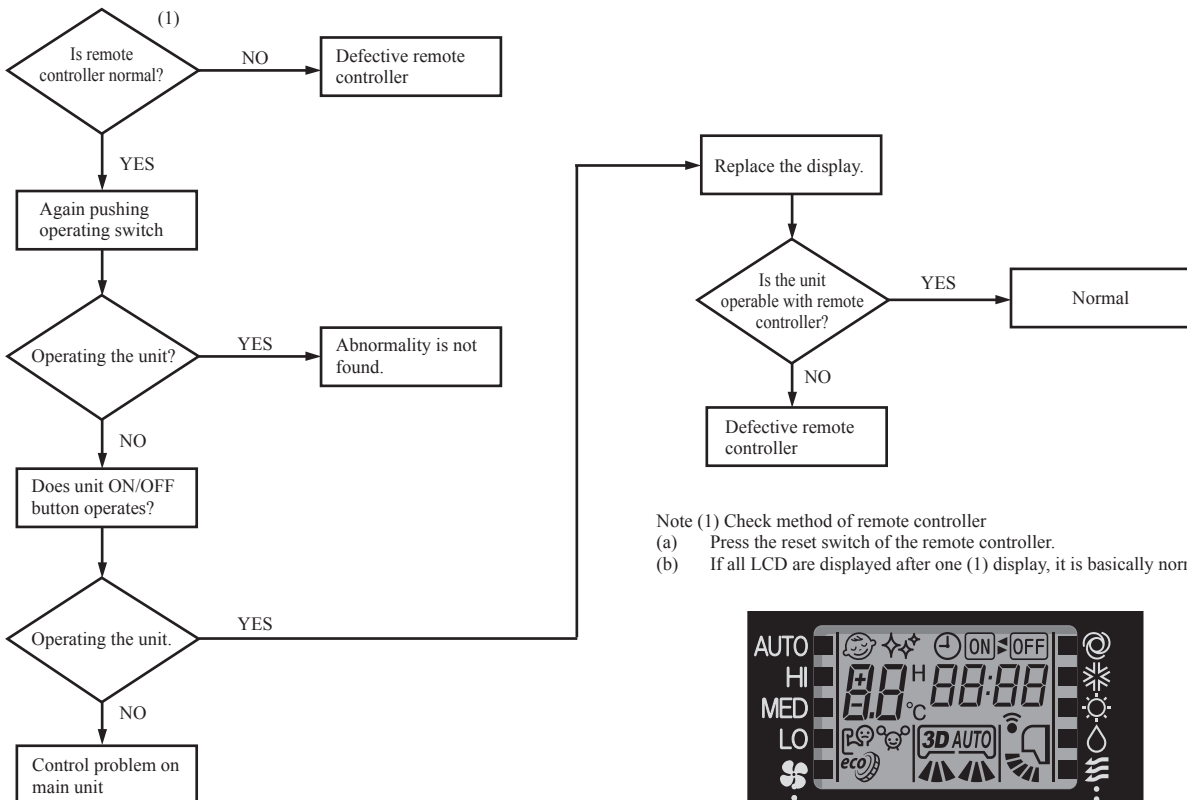 (1)
Is remote
controller normal?
NO
Defective remote
controller
YES
Again pushing
operating switch
Operating the unit?
YES
Abnormality is not
found.
NO
Does unit ON/OFF
button operates?
Operating the unit.
YES
NO
Control problem on
main unit
Replace the display.
Is the unit
operable with remote
controller?
YES
Normal
NO
Defective remote
controller
Note (1) Check method of remote controller
(a) Press the reset switch of the remote controller.
(b) If all LCD are displayed after one (1) display, it is basically
AUTO
HI
MED
LO
ON OFF
8.8 H 88:88
°C
3D AUTO
eco